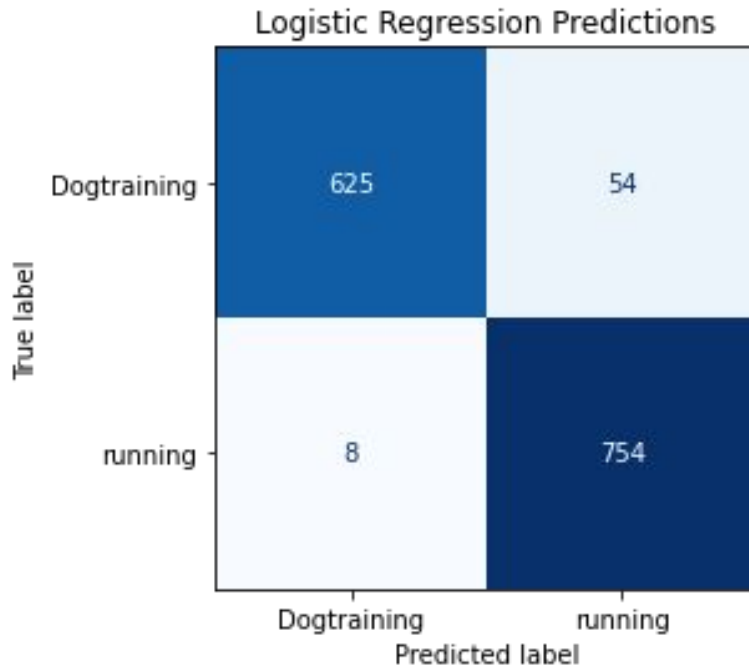 Logistic Regression Predictions
Dogtraining
625
54
True label
running
8
754
Dogtraining
running
Predicted label